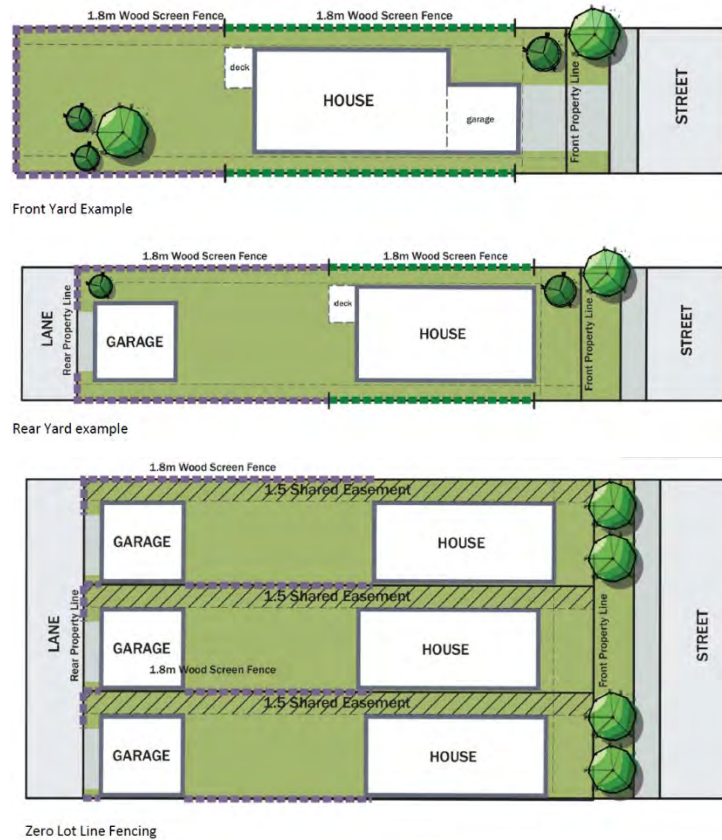 1.8m Wood Screen Fence 1.8m Wood Screen Fence
deck
HOUSE
garage
Front Property Line
STREET
Front Yard Example
1.8m Wood Screen Fence 1.8m Wood Screen Fence
LANE
Rear Property Line
GARAGE
deck
HOUSE
Front Property Line
STREET
Rear Yard example
1.8m Wood Screen Fence
1.5 Shared Easement
GARAGE
HOUSE
1.5 Shared Easement
LANE
Rear Property Line
GARAGE
HOUSE
Front Property Line
STREET
1.8m Wood Screen Fence
1.5 Shared Easement
GARAGE
HOUSE
Zero Lot Line Fencing